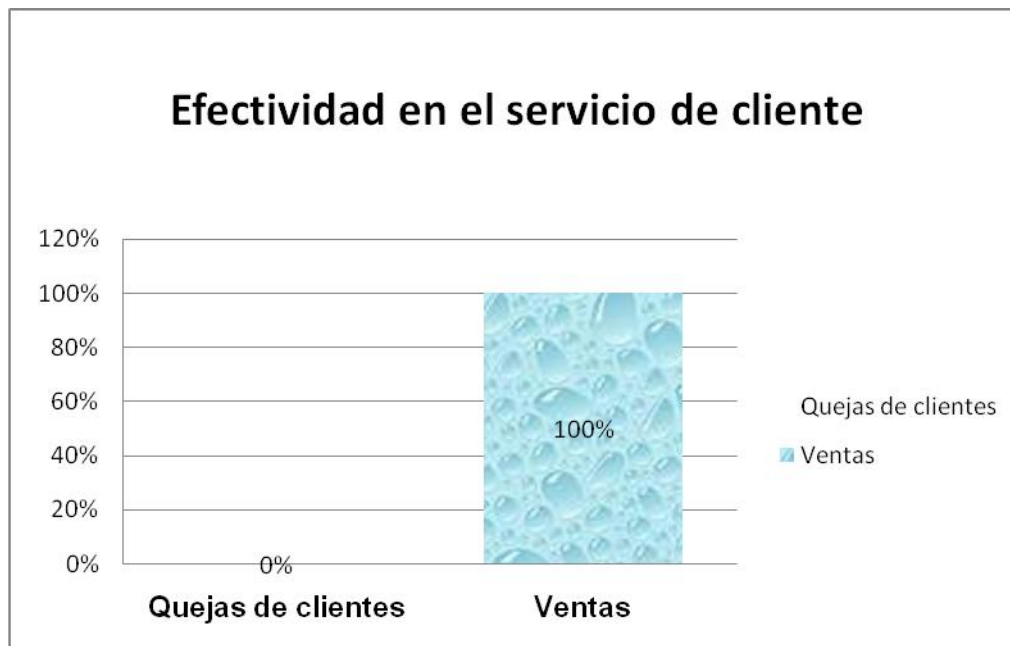 Efectividad en el servicio de cliente
120%
100%
80%
60%
40%
20%
0%
0%
100%
Quejas de clientes
Ventas
Quejas de clientes
Ventas